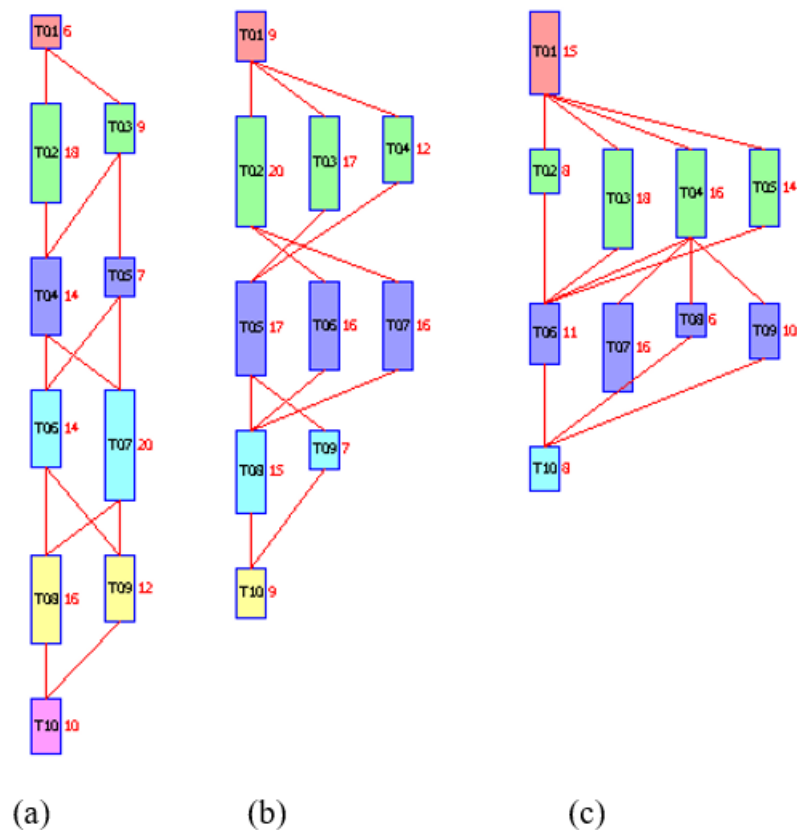 T01 6
T02 18
T03 9
T04 14
T05 7
T06 14
T07 20
T08 16
T09 12
T10 10
(a)
T01 9
T02 20
T03 17
T04 12
T05 17
T06 16
T07 16
T08 15
T09 7
T10 9
(b)
T01 15
T02 8
T03 18
T04 16
T05 14
T06 11
T07 16
T08 6
T09 10
T10 8
(c)